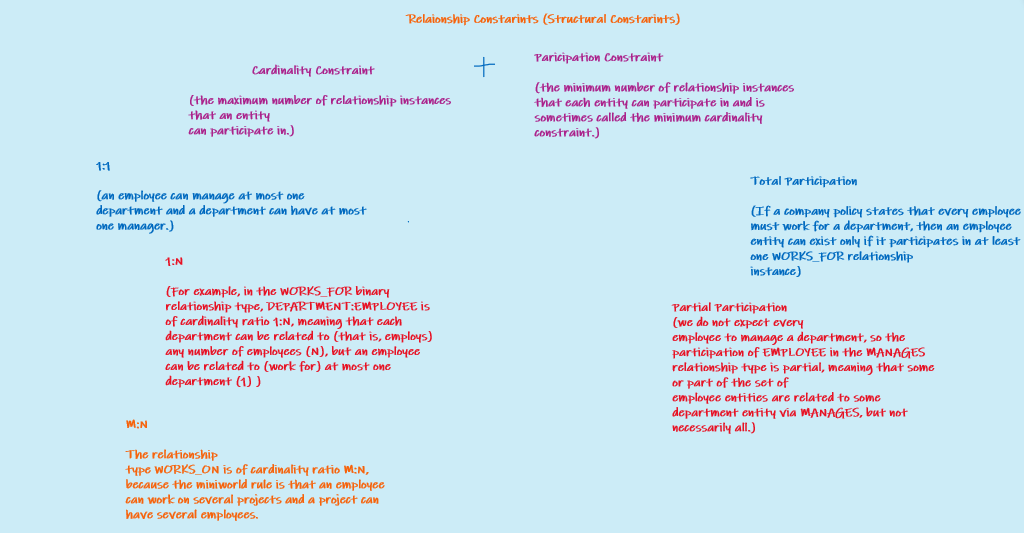 Relaionship Constarints (Structural Constarints)
Cardinality Constraint
(the maximum number of relationship instances
that an entity
can participate in.)
+
Paricipation Constraint
(the minimum number of relationship instances
that each entity can participate in and is
sometimes called the minimum cardinality
constraint.)
1:1
(an employee can manage at most one
department and a department can have at most
one manager.)
1:N
(For example, in the WORKS_FOR binary
relationship type, DEPARTMENT:EMPLOYEE is
of cardinality ratio 1:N, meaning that each
department can be related to (that is, employs)
any number of employees (N), but an employee
can be related to (work for) at most one
department (1) )
M:N
The relationship
type WORKS_ON is of cardinality ratio M:N,
because the miniworld rule is that an employee
can work on several projects and a project can
have several employees.
Total Participation
(If a company policy states that every employee
must work for a department, then an employee
entity can exist only if it participates in at least
one WORKS_FOR relationship
instance)
Partial Participation
(we do not expect every
employee to manage a department, so the
participation of EMPLOYEE in the MANAGES
relationship type is partial, meaning that some
or part of the set of
employee entities are related to some
department entity via MANAGES, but not
necessarily all.)